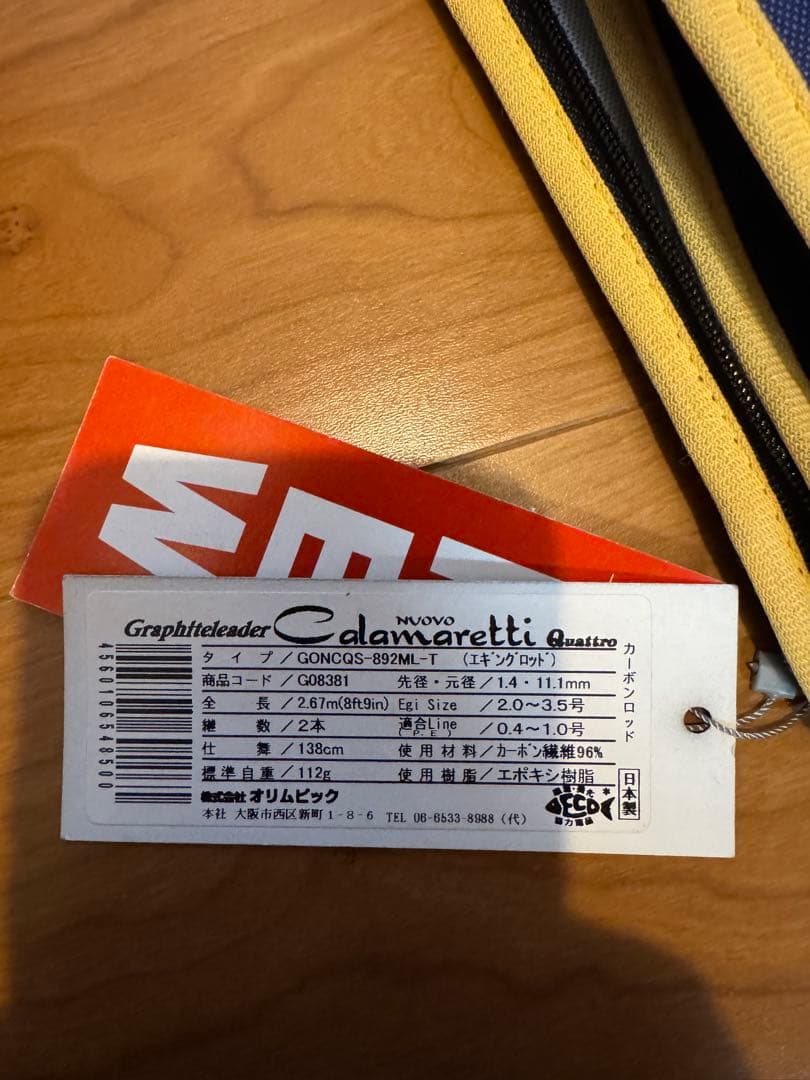 NEW
Graphiteleader NUOVO Calamaretti Quattro
カーボンロッド
タイプ/GONCQS-892ML-T (エギングロッド)
商品コード/G08381 先径・元径/1.4・11.1mm
全長/2.67m(8ft9in) Egi Size/2.0〜3.5号
継数/2本 適合Line(P.E)/0.4〜1.0号
仕舞/138cm 使用材料/カーボン繊維96%
標準自重/112g 使用樹脂/エポキシ樹脂
株式会社オリムピック
本社 大阪市西区新町1-8-6 TEL 06-6533-8988(代)
ECO
日本製
4560106548500